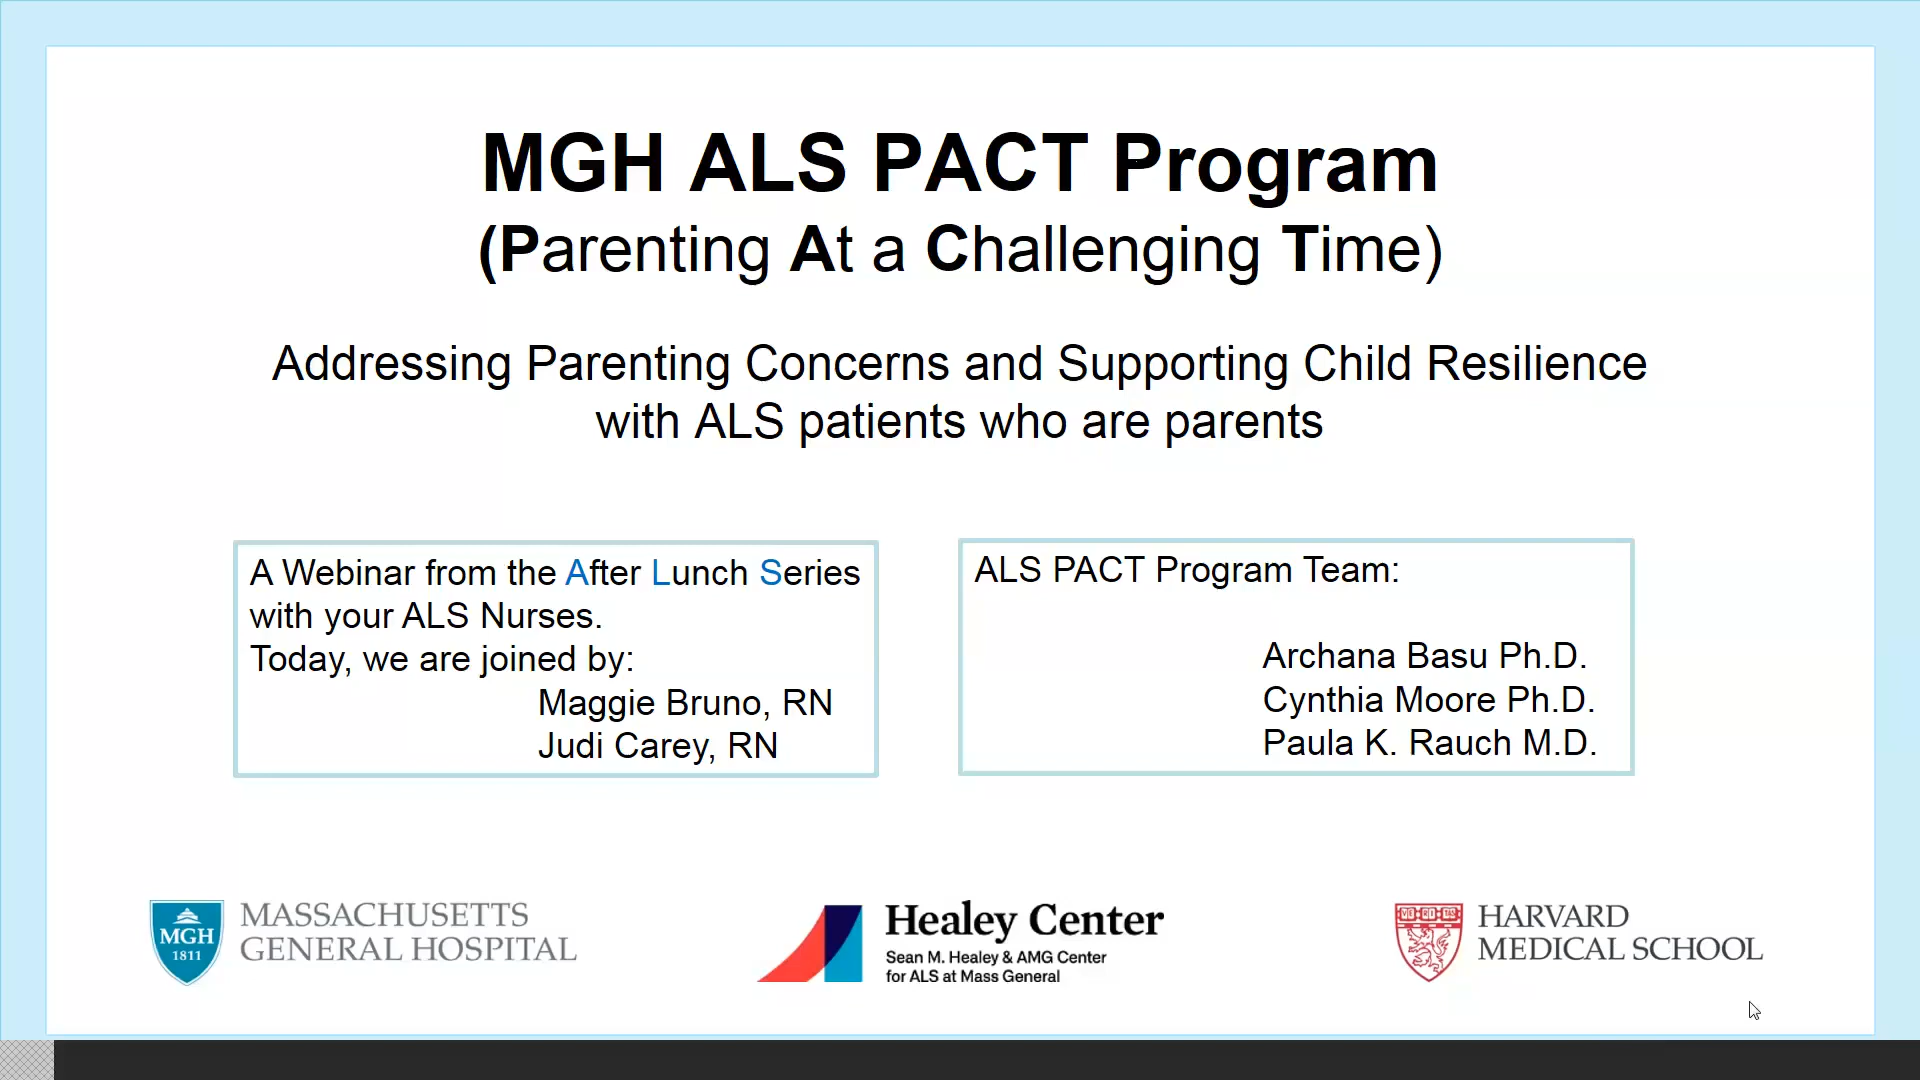 MGH ALS PACT Program
(Parenting At a Challenging Time)
Addressing Parenting Concerns and Supporting Child Resilience
with ALS patients who are parents
A Webinar from the After Lunch Series
with your ALS Nurses.
Today, we are joined by:
Maggie Bruno, RN
Judi Carey, RN
ALS PACT Program Team:
Archana Basu Ph.D.
Cynthia Moore Ph.D.
Paula K. Rauch M.D.
MGH
1811
MASSACHUSETTS
GENERAL HOSPITAL
Healey Center
Sean M. Healey & AMG Center
for ALS at Mass General
VE RI TAS
HARVARD
MEDICAL SCHOOL